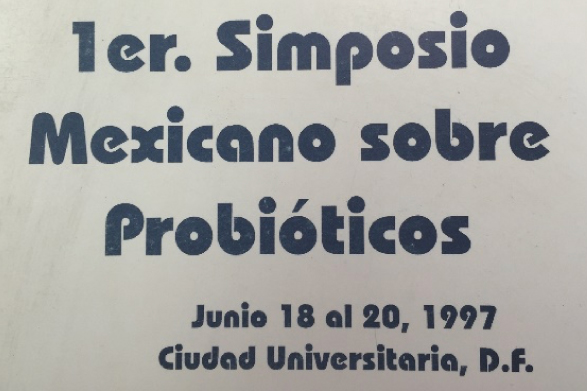 1er. Simposio
Mexicano sobre
Probióticos
Junio 18 al 20, 1997
Ciudad Universitaria, D.F.